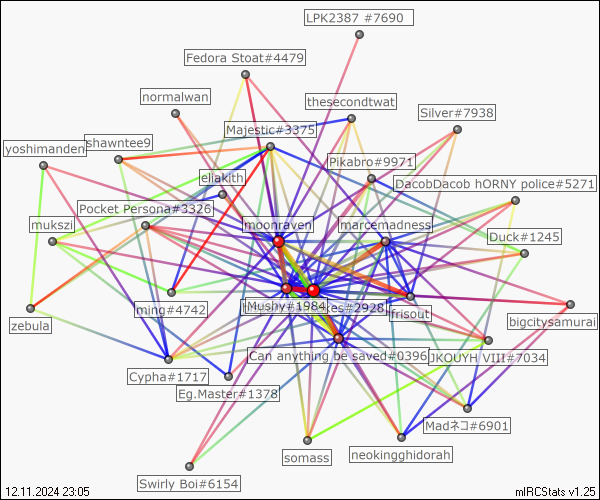 LPK2387 #7690
Fedora Stoat#4479
normalwan
thesecondtwat
Silver#7938
Majestic#3375
shawntee9
yoshimanden
Pikabro#9971
eliakith
DacobDacob hORNY police#5271
Pocket Persona#3326
mukszi
moonraven
marcemadness
Duck#1245
ming#4742
Mushy#1984
kes#2928
frisout
zebula
bigcitysamurai
Can anything be saved#0396
JKOUYH VIII#7034
Cypha#1717
Eg.Master#1378
Madネコ#6901
somass
neokingghidorah
Swirly Boi#6154
12.11.2024 23:05
mIRCStats v1.25